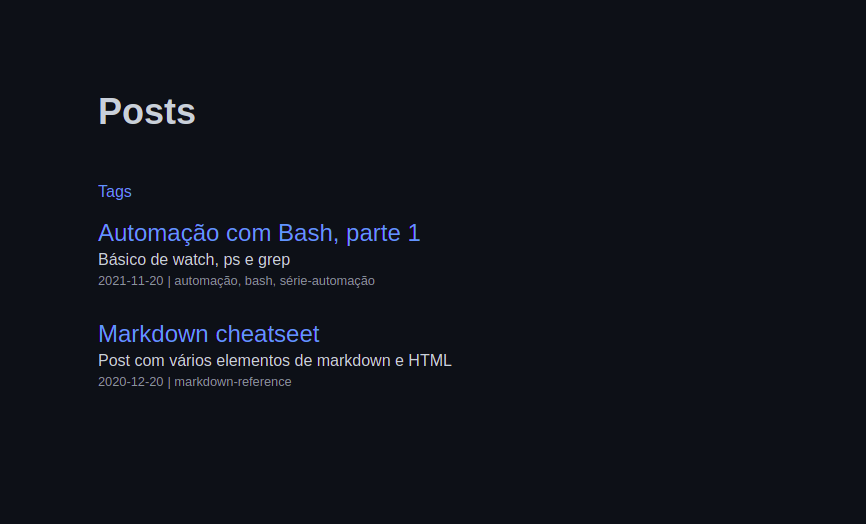 Posts
Tags
Automação com Bash, parte 1
Básico de watch, ps e grep
2021-11-20 | automação, bash, série-automação
Markdown cheatseet
Post com vários elementos de markdown e HTML
2020-12-20 | markdown-reference